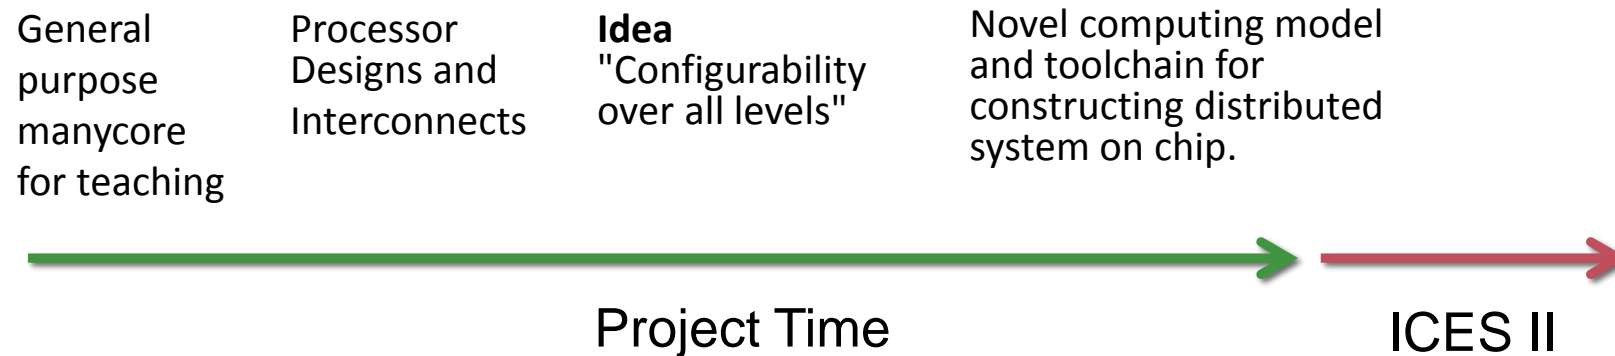 General
purpose
manycore
for teaching
Processor
Designs and
Interconnects
Idea
"Configurability
over all levels"
Novel computing model
and toolchain for
constructing distributed
system on chip.
Project Time
ICES II